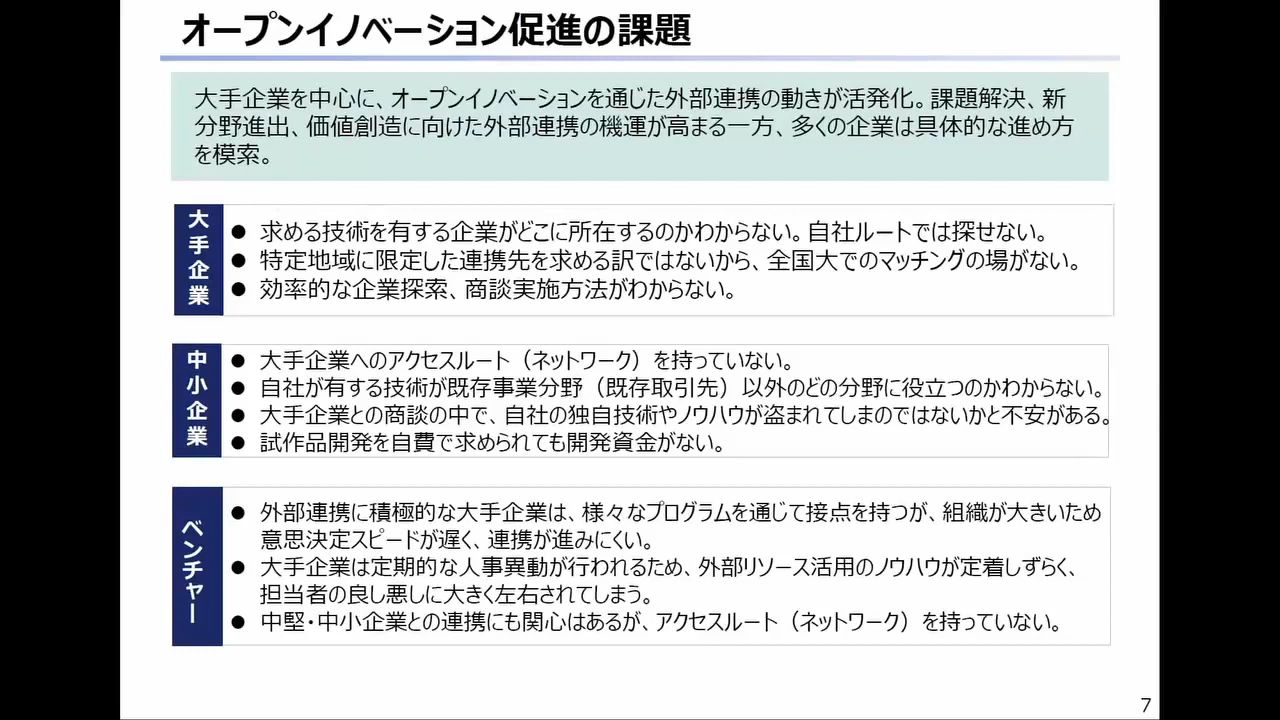 オープンイノベーション促進の課題
大手企業を中心に、オープンイノベーションを通じた外部連携の動きが活発化。課題解決、新
分野進出、価値創造に向けた外部連携の機運が高まる一方、多くの企業は具体的な進め方
を模索。
大手企業
● 求める技術を有する企業がどこに所在するのかわからない。自社ルートでは探せない。
● 特定地域に限定した連携先を求める訳ではないから、全国大でのマッチングの場がない。
● 効率的な企業探索、商談実施方法がわからない。
中小企業
● 大手企業へのアクセスルート（ネットワーク）を持っていない。
● 自社が有する技術が既存事業分野（既存取引先）以外のどの分野に役立つのかわからない。
● 大手企業との商談の中で、自社の独自技術やノウハウが盗まれてしまのではないかと不安がある。
● 試作品開発を自費で求められても開発資金がない。
ベンチャー
● 外部連携に積極的な大手企業は、様々なプログラムを通じて接点を持つが、組織が大きいため
意思決定スピードが遅く、連携が進みにくい。
● 大手企業は定期的な人事異動が行われるため、外部リソース活用のノウハウが定着しずらく、
担当者の良し悪しに大きく左右されてしまう。
● 中堅・中小企業との連携にも関心はあるが、アクセスルート（ネットワーク）を持っていない。
7